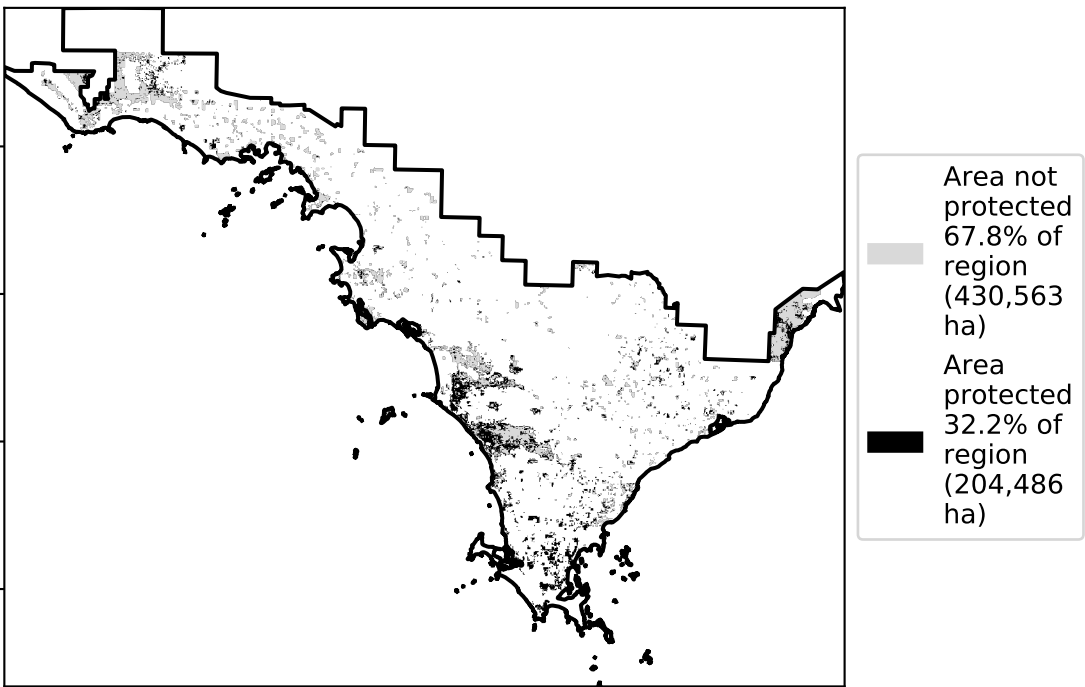 Area not
protected
67.8% of
region
(430,563
ha)
Area
protected
32.2% of
region
(204,486
ha)